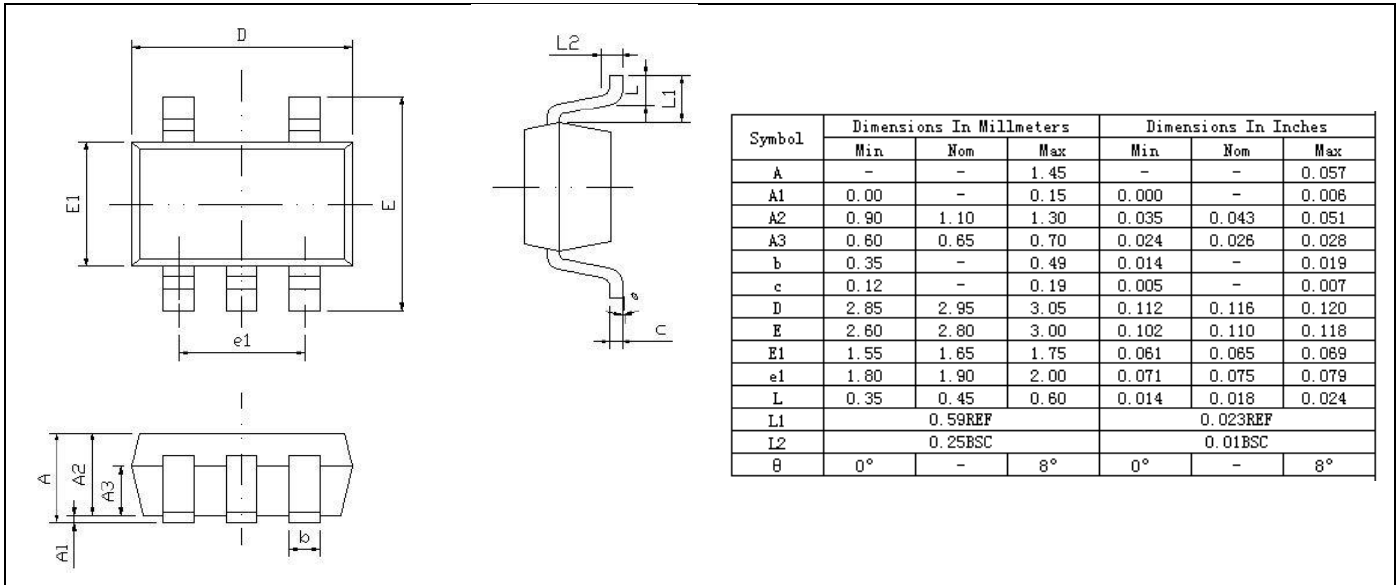 D
E1
E
e1
A
A2
A3
A1
b
L2
L
L1
θ
c
Symbol Dimensions In Millmeters Dimensions In Inches
Min Nom Max Min Nom Max
A - - 1.45 - - 0.057
A1 0.00 - 0.15 0.000 - 0.006
A2 0.90 1.10 1.30 0.035 0.043 0.051
A3 0.60 0.65 0.70 0.024 0.026 0.028
b 0.35 - 0.49 0.014 - 0.019
c 0.12 - 0.19 0.005 - 0.007
D 2.85 2.95 3.05 0.112 0.116 0.120
E 2.60 2.80 3.00 0.102 0.110 0.118
E1 1.55 1.65 1.75 0.061 0.065 0.069
e1 1.80 1.90 2.00 0.071 0.075 0.079
L 0.35 0.45 0.60 0.014 0.018 0.024
L1 0.59REF 0.023REF
L2 0.25BSC 0.01BSC
θ 0° - 8° 0° - 8°